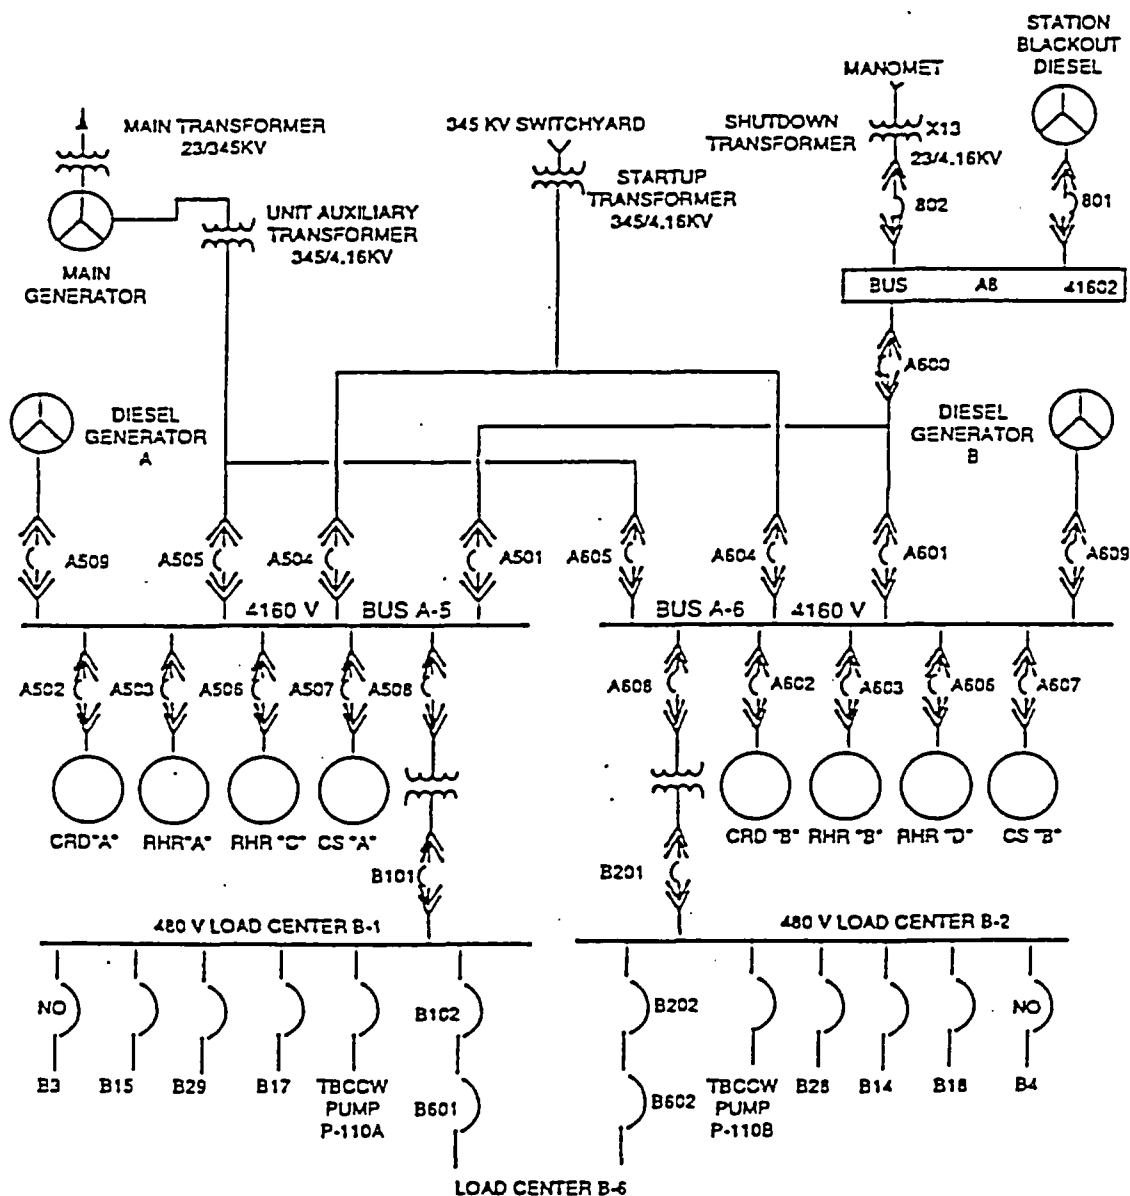 STATION
BLACKOUT
DIESEL
MANOMET
MAIN TRANSFORMER
23/345KV
345 KV SWITCHYARD
SHUTDOWN
TRANSFORMER
X13
23/4.16KV
STARTUP
TRANSFORMER
345/4.16KV
UNIT AUXILIARY
TRANSFORMER
345/4.16KV
802
801
MAIN
GENERATOR
BUS A8 41602
A600
DIESEL
GENERATOR
A
DIESEL
GENERATOR
B
A509
A505
A504
A501
A605
A604
A601
A609
4160 V BUS A-5
BUS A-6 4160 V
A502
A503
A506
A507
A508
A608
A602
A603
A606
A607
CRD "A"
RHR "A"
RHR "C"
CS "A"
CRD "B"
RHR "B"
RHR "D"
CS "B"
B101
B201
480 V LOAD CENTER B-1
480 V LOAD CENTER B-2
NO
B102
B202
NO
B3
B15
B29
B17
TBCCW
PUMP
P-110A
B601
B602
TBCCW
PUMP
P-110B
B28
B14
B18
B4
LOAD CENTER B-6